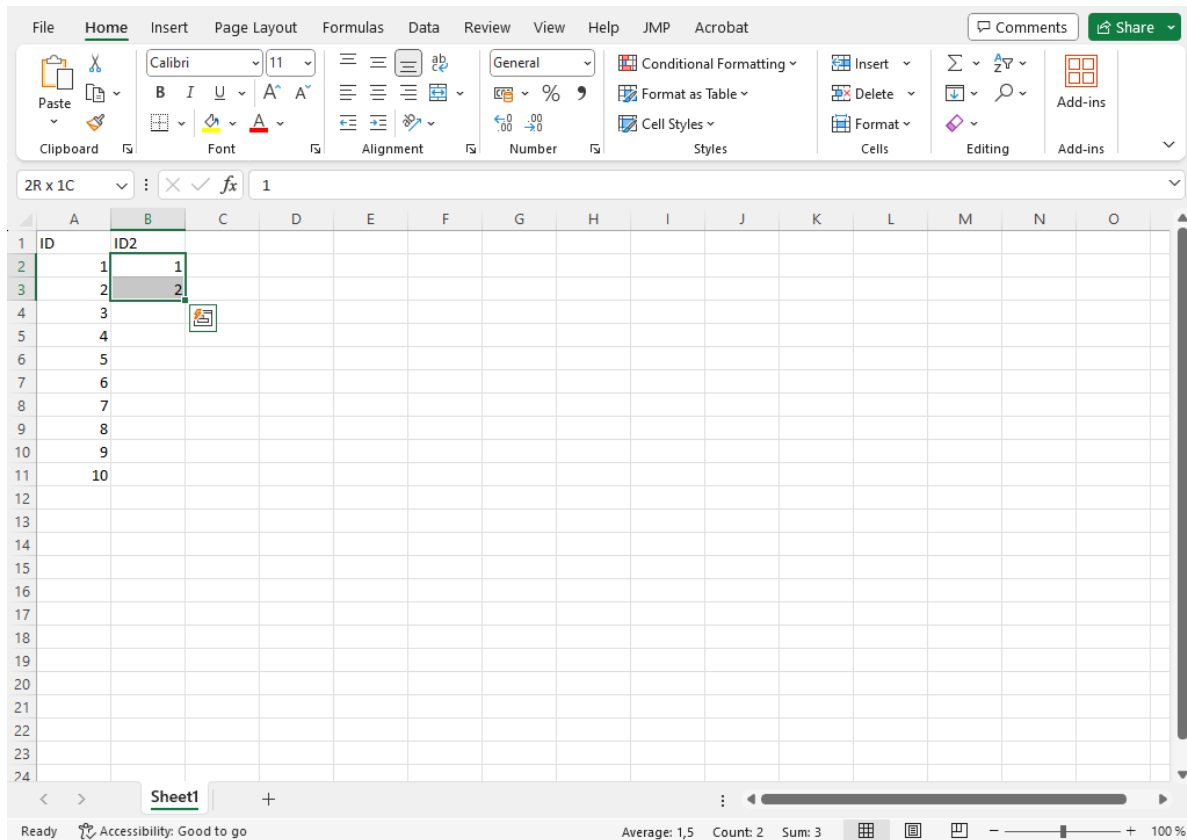 File Home Insert Page Layout Formulas Data Review View Help JMP Acrobat Comments Share
Calibri 11 ab General Conditional Formatting Insert Σ A Z
Paste B I U A A % 9 Format as Table Delete Add-ins
A .00 .00 Cell Styles Format
Clipboard Font Alignment Number Styles Cells Editing Add-ins
2R x 1C fx 1
A B C D E F G H I J K L M N O
1 ID ID2
2 1 1
3 2 2
4 3
5 4
6 5
7 6
8 7
9 8
10 9
11 10
12
13
14
15
16
17
18
19
20
21
22
23
24
Sheet1
Ready Accessibility: Good to go Average: 1,5 Count: 2 Sum: 3 100 %